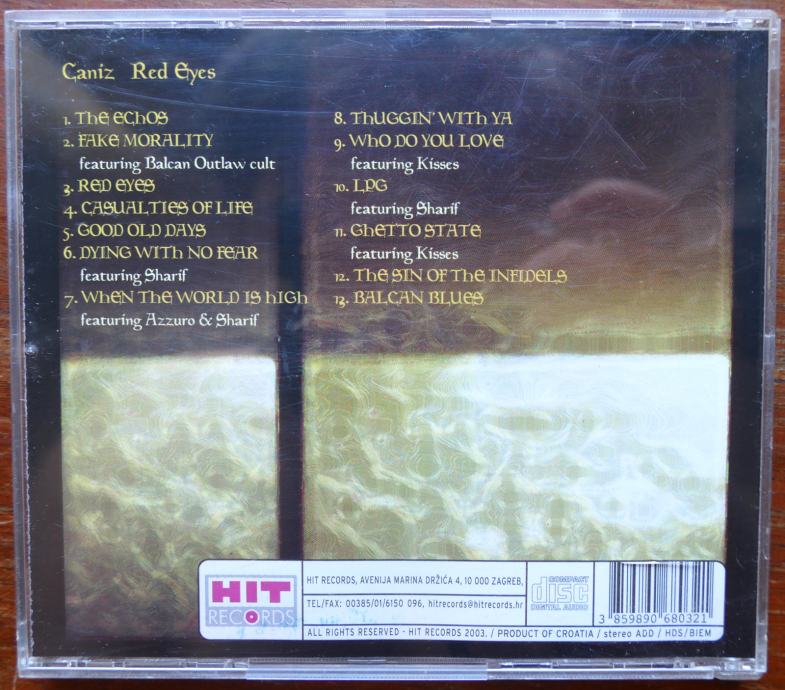 Ganiz Red Eyes
1. The Echos
2. Fake Morality
featuring Balcan Outlaw cult
3. Red Eyes
4. Casualties of Life
5. Good Old Days
6. Dying With No Fear
featuring Sharif
7. When The World Is High
featuring Azzuro & Sharif
8. Thuggin' With Ya
9. Who Do You Love
featuring Kisses
10. LPG
featuring Sharif
11. Ghetto State
featuring Kisses
12. The Sin Of The Infidels
13. Balcan Blues
HIT
RECORDS
HIT RECORDS, AVENIJA MARINA DRŽIĆA 4, 10 000 ZAGREB,
TEL/FAX: 00385/01/6150 096, hitrecords@hitrecords.hr
ALL RIGHTS RESERVED - HIT RECORDS 2003. / PRODUCT OF CROATIA / stereo ADD / HDS/BIEM
COMPACT
disc
DIGITAL AUDIO
3 859890 680321